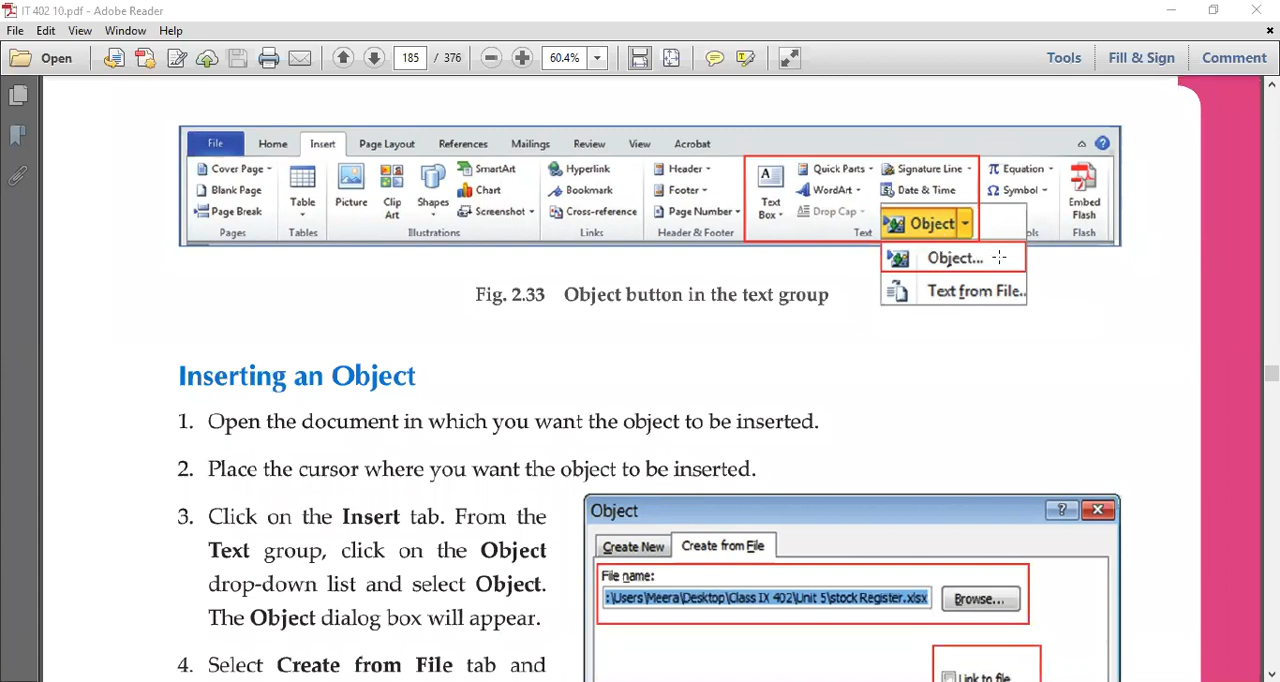 IT 402 10.pdf - Adobe Reader
File Edit View Window Help
Open 185 / 376 60.4% Tools Fill & Sign Comment
File Home Insert Page Layout References Mailings Review View Acrobat
Cover Page
Blank Page
Page Break
Pages
Table
Tables
Picture
Clip Art
Shapes
SmartArt
Chart
Screenshot
Illustrations
Hyperlink
Bookmark
Cross-reference
Links
Header
Footer
Page Number
Header & Footer
A
Text Box
Quick Parts
WordArt
Drop Cap
Text
Signature Line
Date & Time
Object
Object...
Text from File..
π Equation
Ω Symbol
ols
Embed Flash
Flash
Fig. 2.33 Object button in the text group
Inserting an Object
1. Open the document in which you want the object to be inserted.
2. Place the cursor where you want the object to be inserted.
3. Click on the Insert tab. From the
Text group, click on the Object
drop-down list and select Object.
The Object dialog box will appear.
4. Select Create from File tab and
Object
Create New Create from File
File name:
:\Users\Meera\Desktop\Class IX 402\Unit 5\stock Register.xlsx Browse...
Link to file